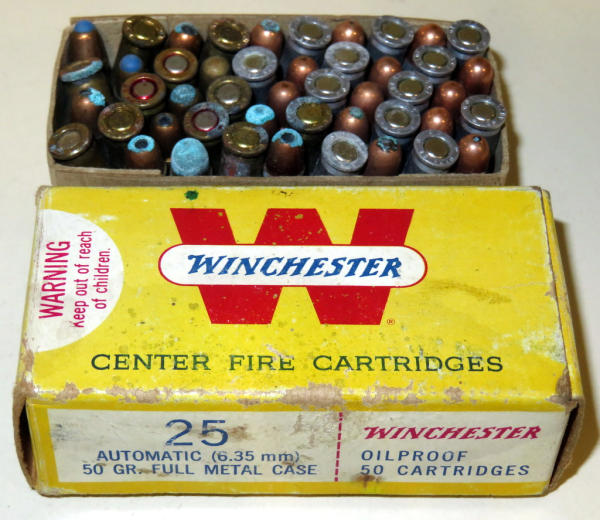 WARNING
Keep out of reach
of children.
WINCHESTER
®
CENTER FIRE CARTRIDGES
25
AUTOMATIC (6.35 mm)
50 GR. FULL METAL CASE
WINCHESTER
OILPROOF
50 CARTRIDGES